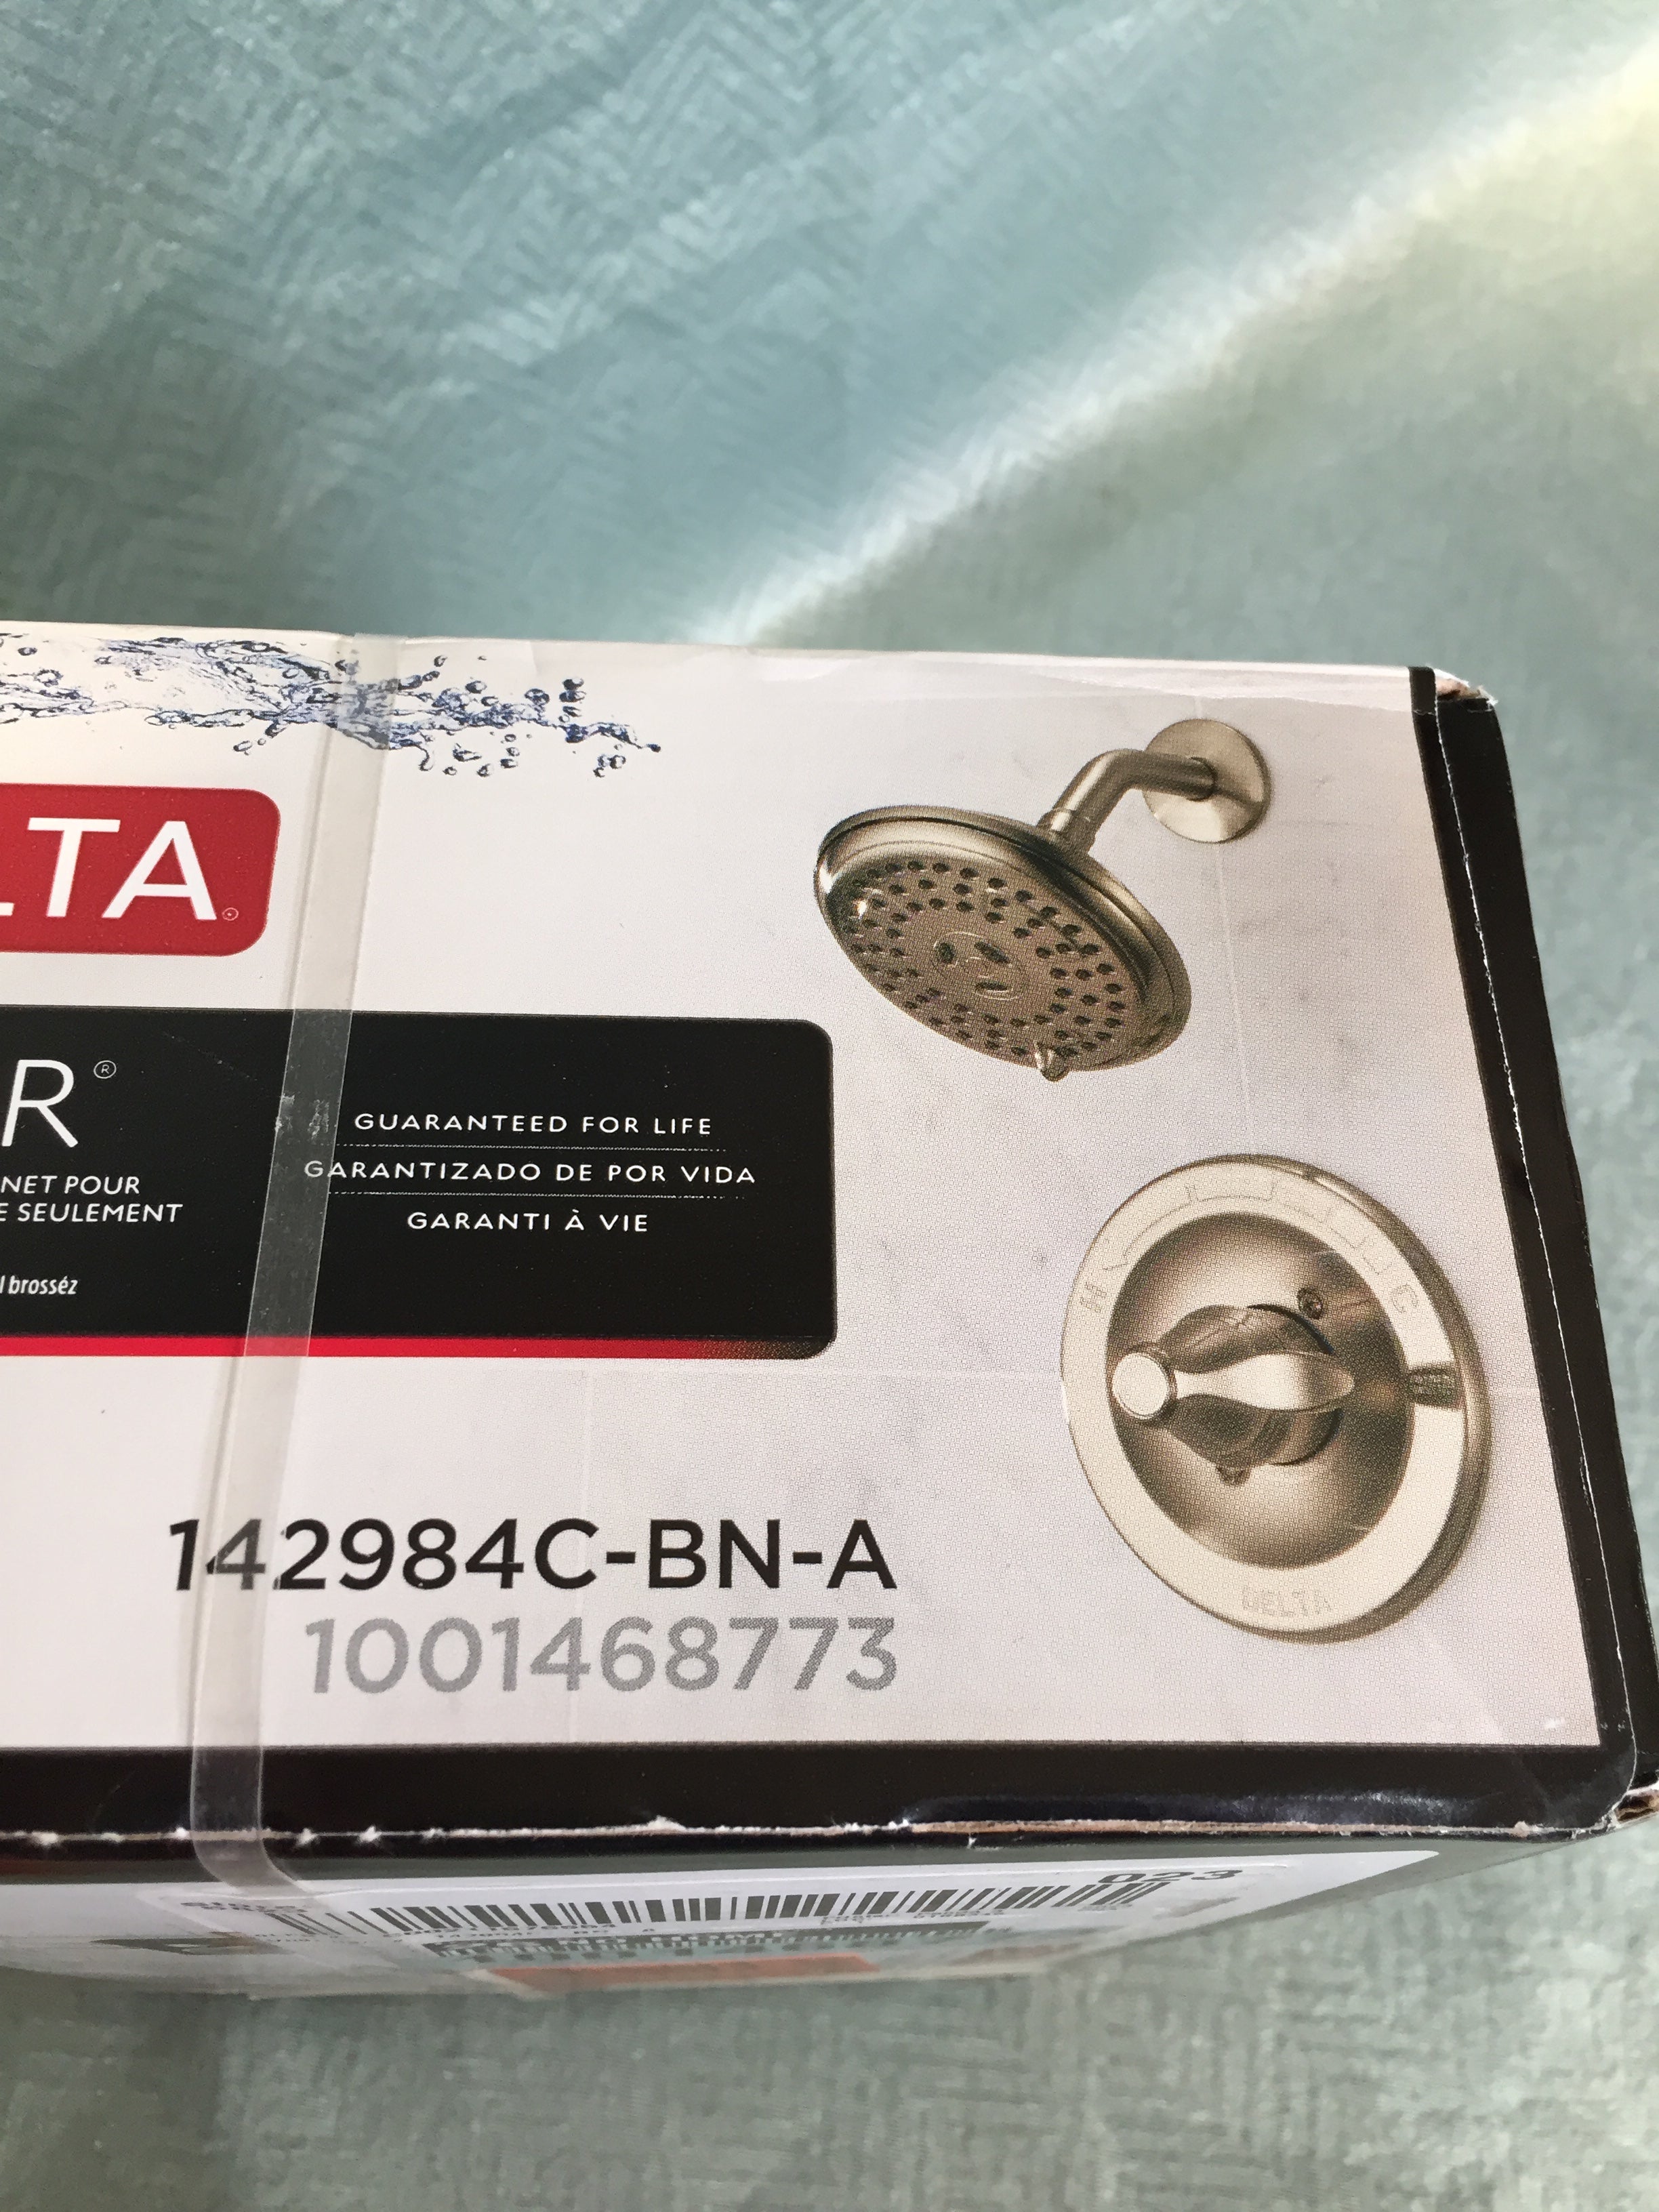 LTA
R®
NET POUR
E SEULEMENT
l brosséz
GUARANTEED FOR LIFE
GARANTIZADO DE POR VIDA
GARANTI À VIE
H
C
DELTA
142984C-BN-A
1001468773
023